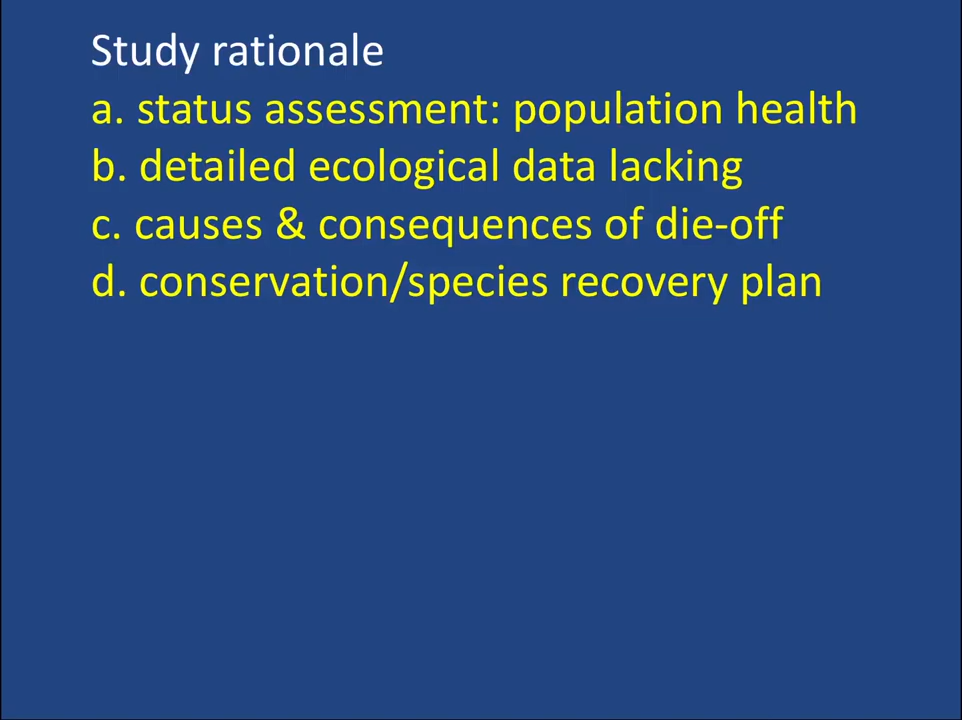 Study rationale
a. status assessment: population health
b. detailed ecological data lacking
c. causes & consequences of die-off
d. conservation/species recovery plan